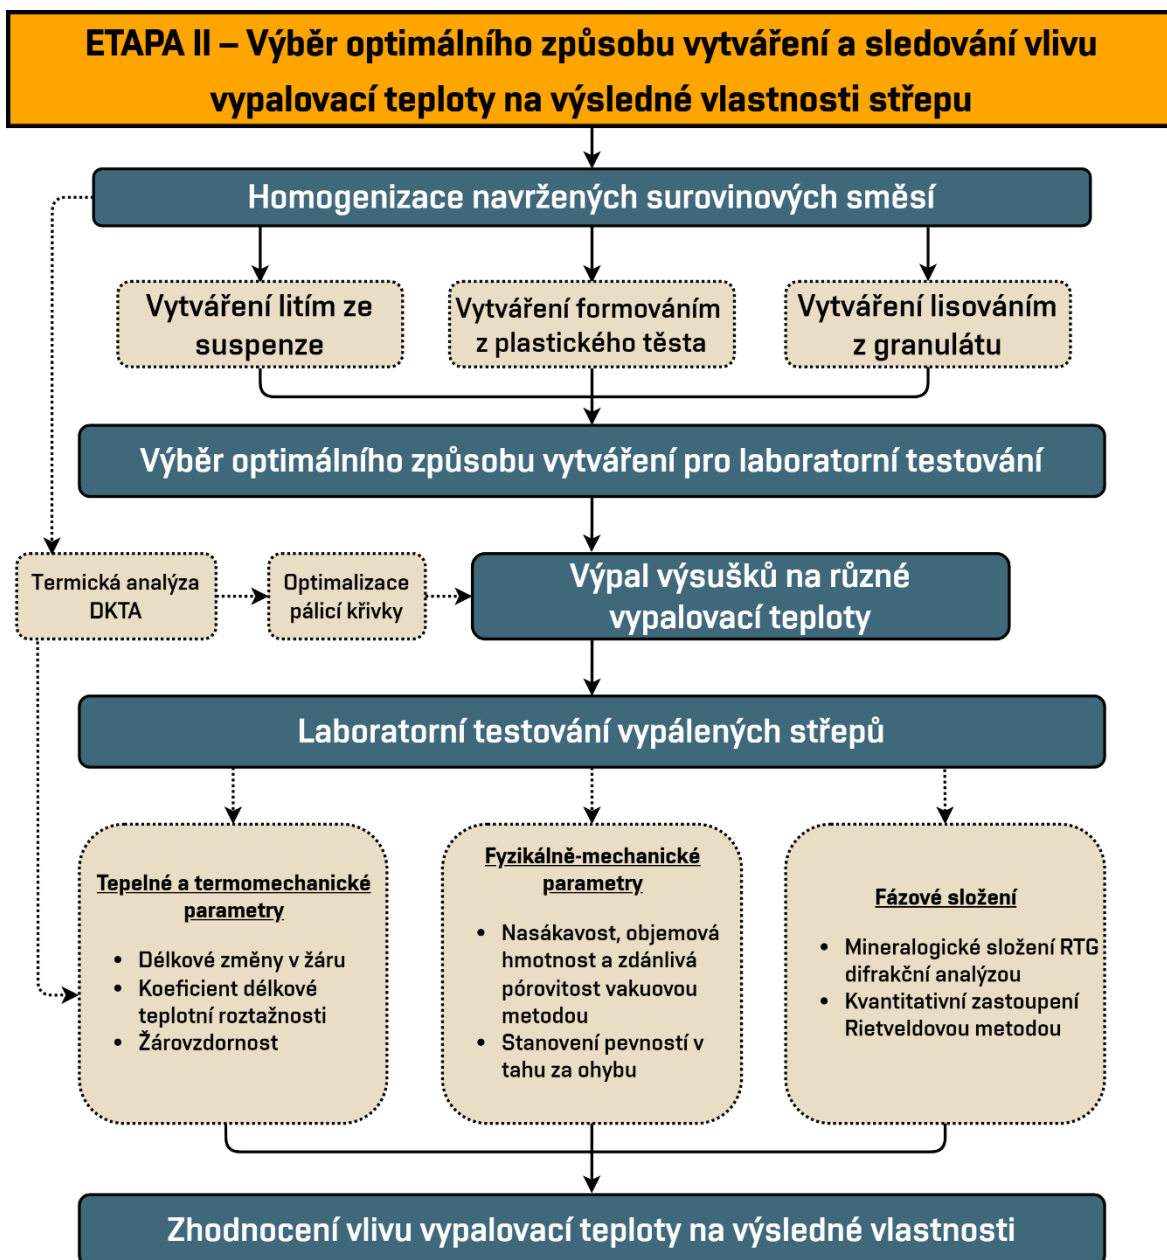 ETAPA II – Výběr optimálního způsobu vytváření a sledování vlivu
vypalovací teploty na výsledné vlastnosti střepu
Homogenizace navržených surovinových směsí
Vytváření litím ze
suspenze
Vytváření formováním
z plastického těsta
Vytváření lisováním
z granulátu
Výběr optimálního způsobu vytváření pro laboratorní testování
Termická analýza
DKTA
Optimalizace
pálicí křivky
Výpal výsušků na různé
vypalovací teploty
Laboratorní testování vypálených střepů
Tepelné a termomechanické
parametry
• Délkové změny v žáru
• Koeficient délkové
teplotní roztažnosti
• Žárovzdornost
Fyzikálně-mechanické
parametry
• Nasákavost, objemová
hmotnost a zdánlivá
pórovitost vakuovou
metodou
• Stanovení pevností v
tahu za ohybu
Fázové složení
• Mineralogické složení RTG
difrakční analýzou
• Kvantitativní zastoupení
Rietveldovou metodou
Zhodnocení vlivu vypalovací teploty na výsledné vlastnosti